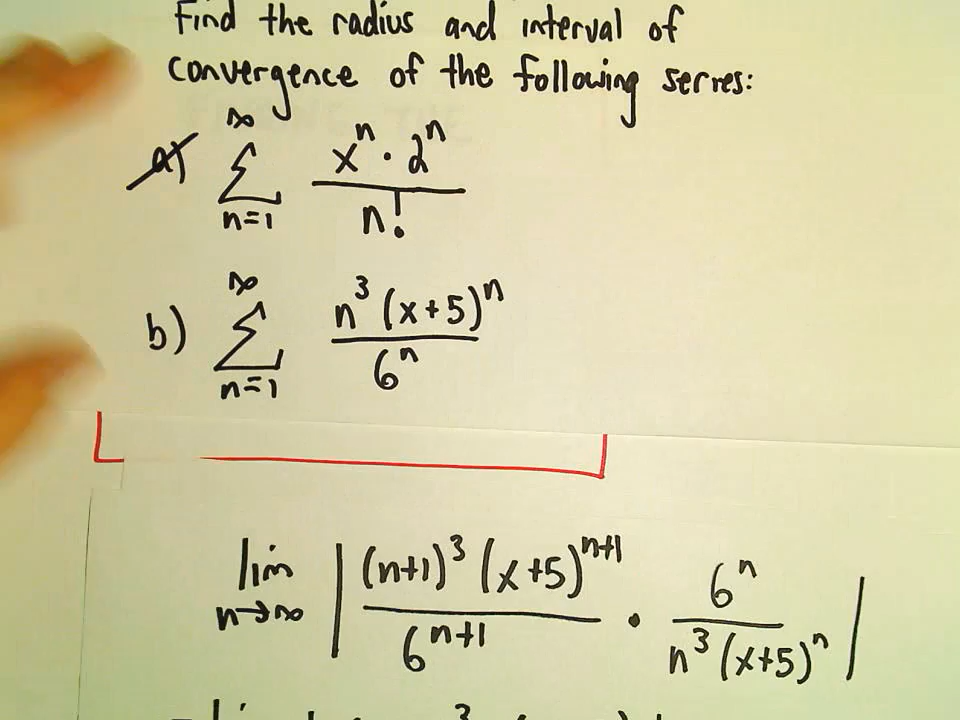 Find the radius and interval of
convergence of the following series:
a) ∑_{n=1}^{∞} (x^n · 2^n) / n!
b) ∑_{n=1}^{∞} (n^3 (x+5)^n) / 6^n
lim_{n→∞} | ((n+1)^3 (x+5)^{n+1}) / 6^{n+1} · 6^n / (n^3 (x+5)^n) |